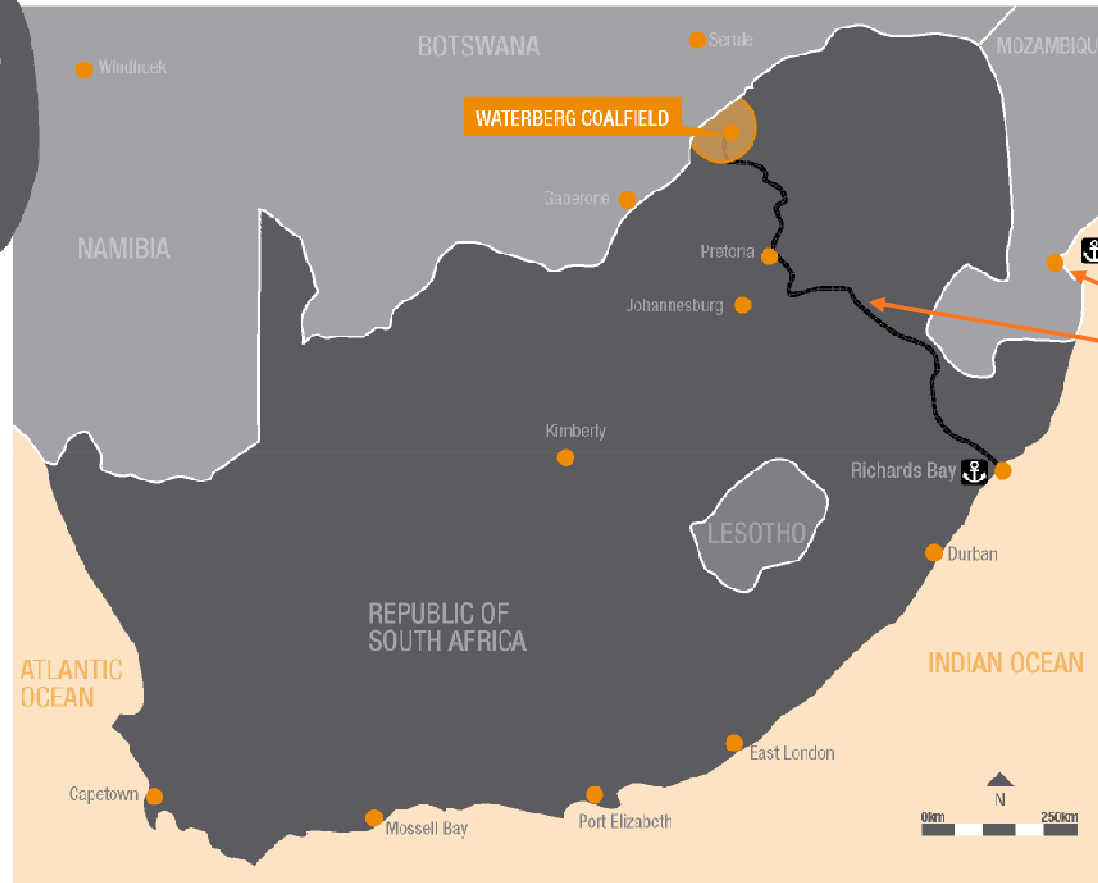 BOTSWANA
Serule
MOZAMBIQU
Windhoek
WATERBERG COALFIELD
Gaberone
NAMIBIA
Pretoria
Johannesburg
Kimberly
Richards Bay
LESOTHO
Durban
REPUBLIC OF
SOUTH AFRICA
INDIAN OCEAN
ATLANTIC
OCEAN
East London
Capetown
Mossell Bay
Port Elizabeth
N
0km
250km